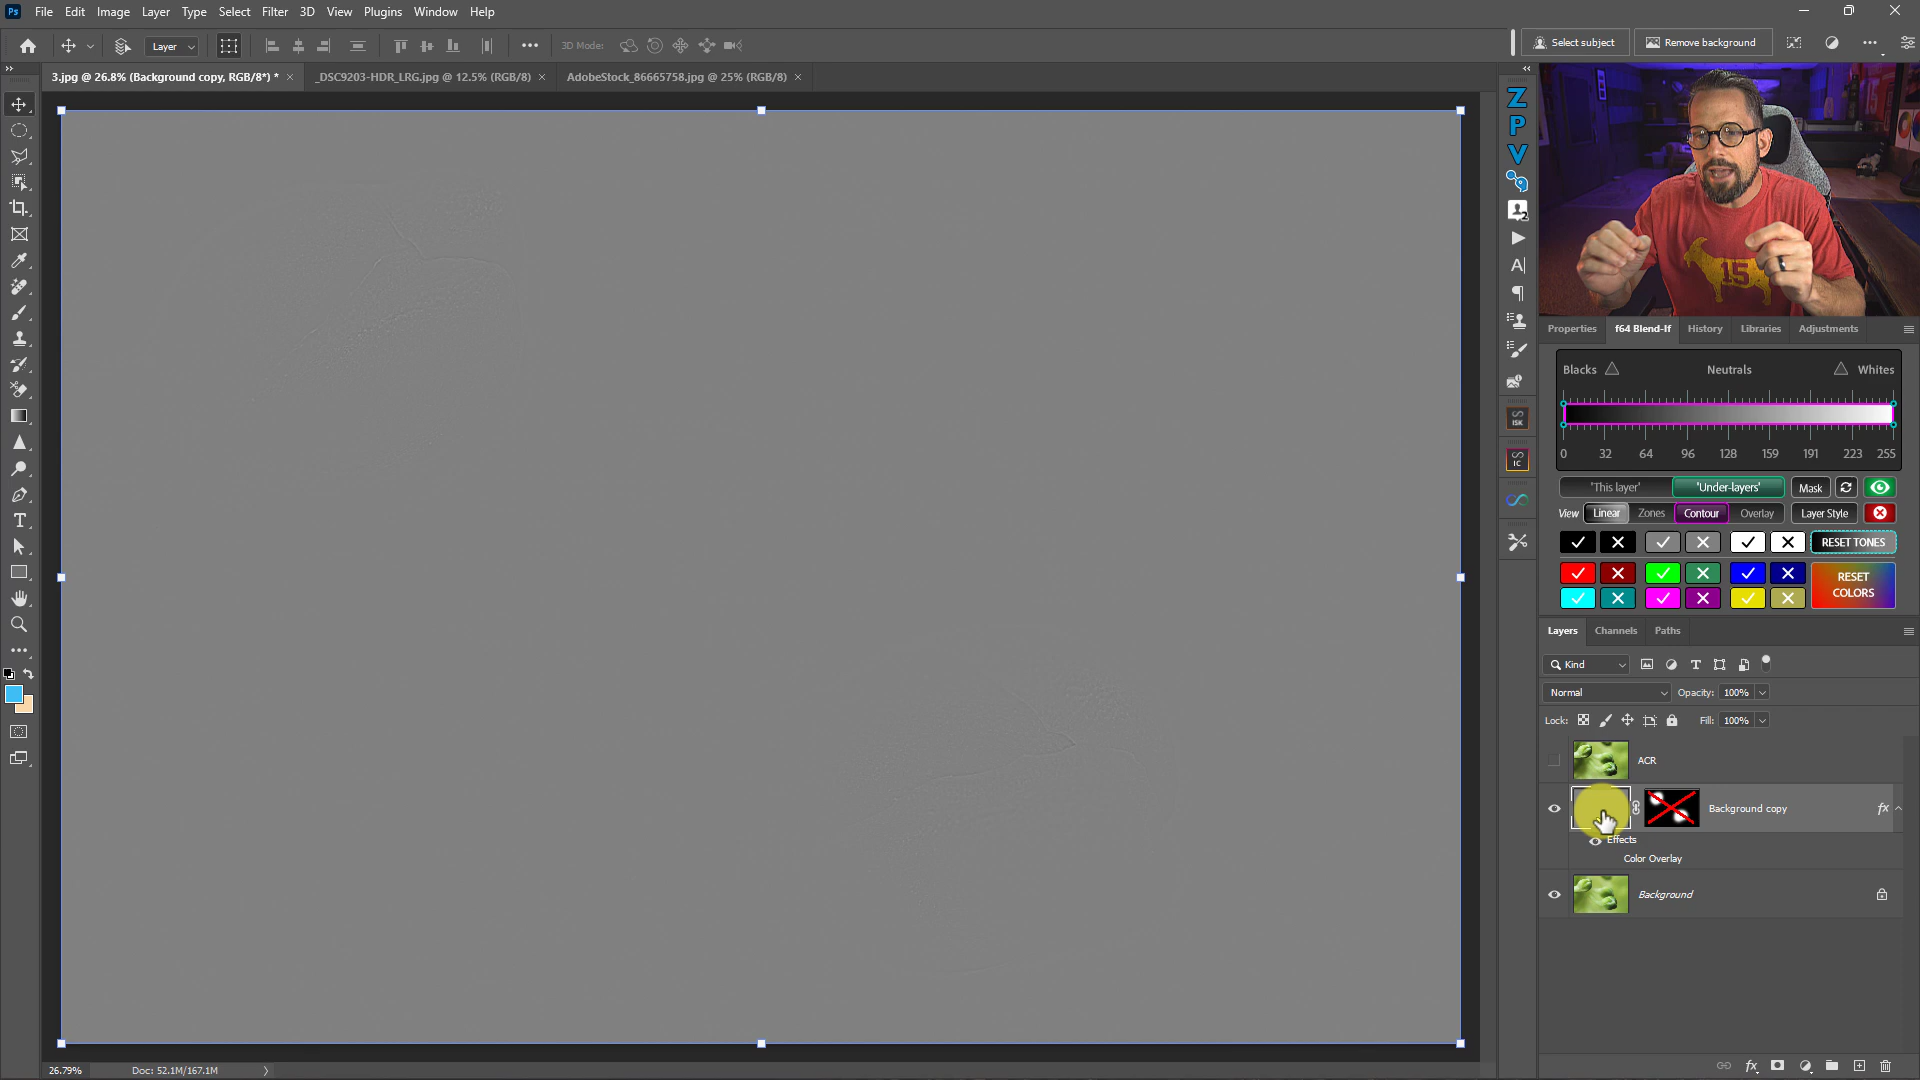 Ps File Edit Image Layer Type Select Filter 3D View Plugins Window Help
Layer 3D Mode: Select subject Remove background
3.jpg @ 26.8% (Background copy, RGB/8*) * × _DSC9203-HDR_LRG.jpg @ 12.5% (RGB/8) × AdobeStock_86665758.jpg @ 25% (RGB/8) ×
Z
P
V
15
Properties f64 Blend-If History Libraries Adjustments
Blacks Neutrals Whites
0 32 64 96 128 159 191 223 255
'This layer' 'Under-layers' Mask
View Linear Zones Contour Overlay Layer Style
RESET TONES
RESET
COLORS
ISK
IC
Layers Channels Paths
Kind
Normal Opacity: 100%
Lock: Fill: 100%
ACR
Background copy fx
Effects
Color Overlay
Background
26.79% Doc: 52.1M/167.1M
fx